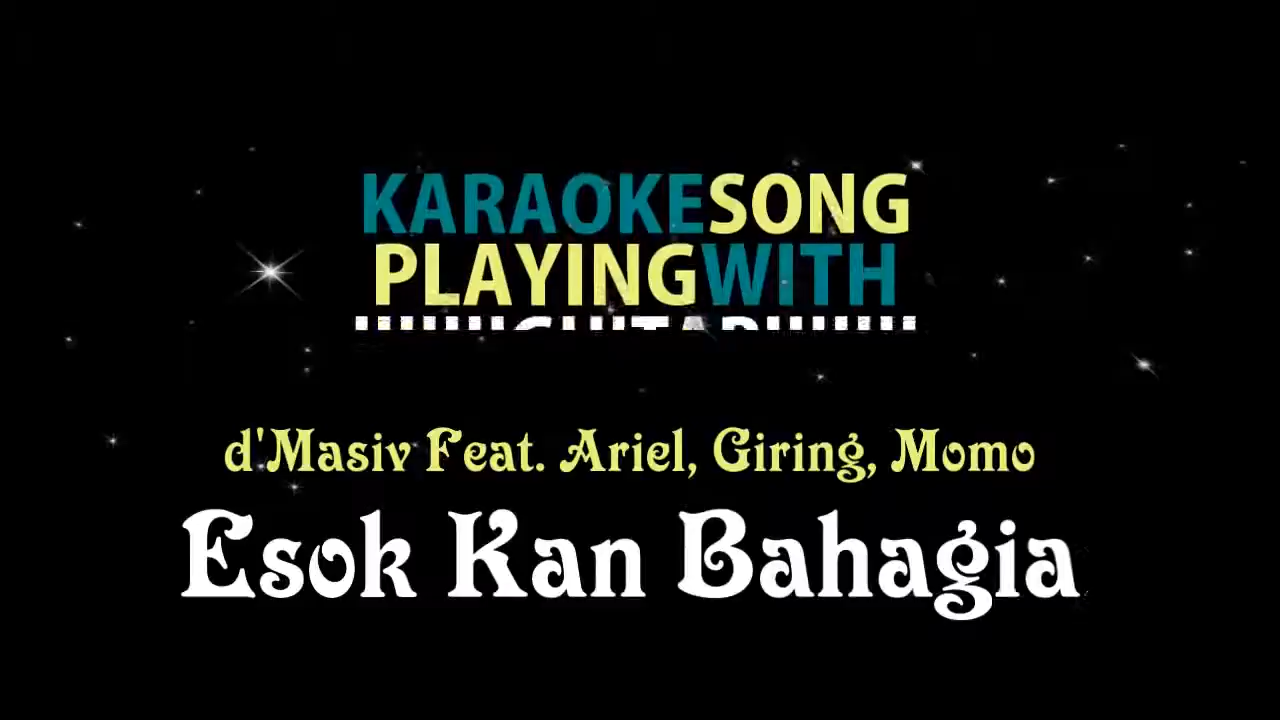 KARAOKESONG
PLAYINGWITH
d'Masiv Feat. Ariel, Giring, Momo
Esok Kan Bahagia